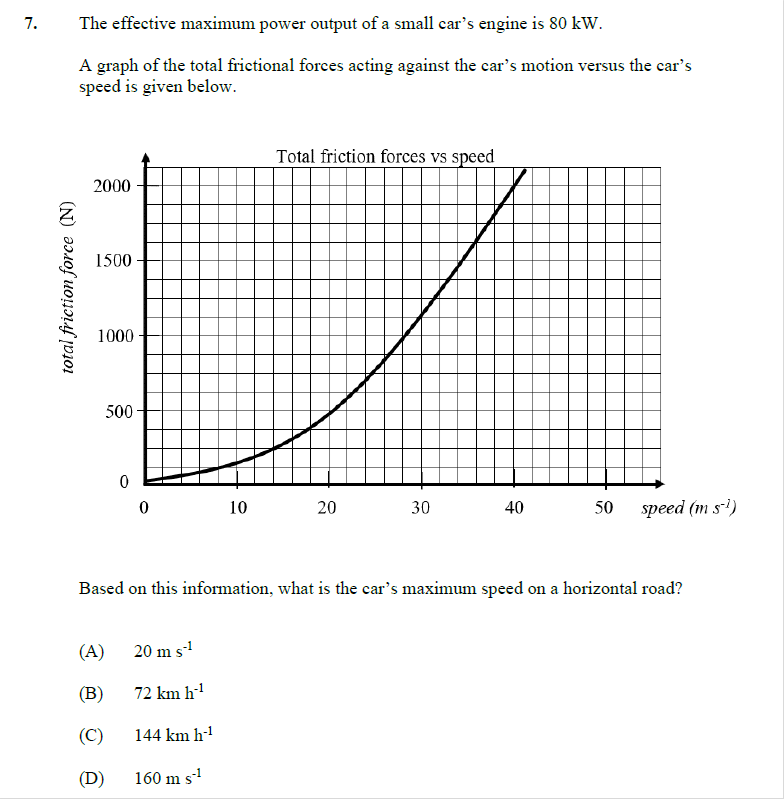 7. The effective maximum power output of a small car’s engine is 80 kW.
A graph of the total frictional forces acting against the car’s motion versus the car’s
speed is given below.
Total friction forces vs speed
total friction force (N)
2000
1500
1000
500
0
0 10 20 30 40 50 speed (m s⁻¹)
Based on this information, what is the car’s maximum speed on a horizontal road?
(A) 20 m s⁻¹
(B) 72 km h⁻¹
(C) 144 km h⁻¹
(D) 160 m s⁻¹